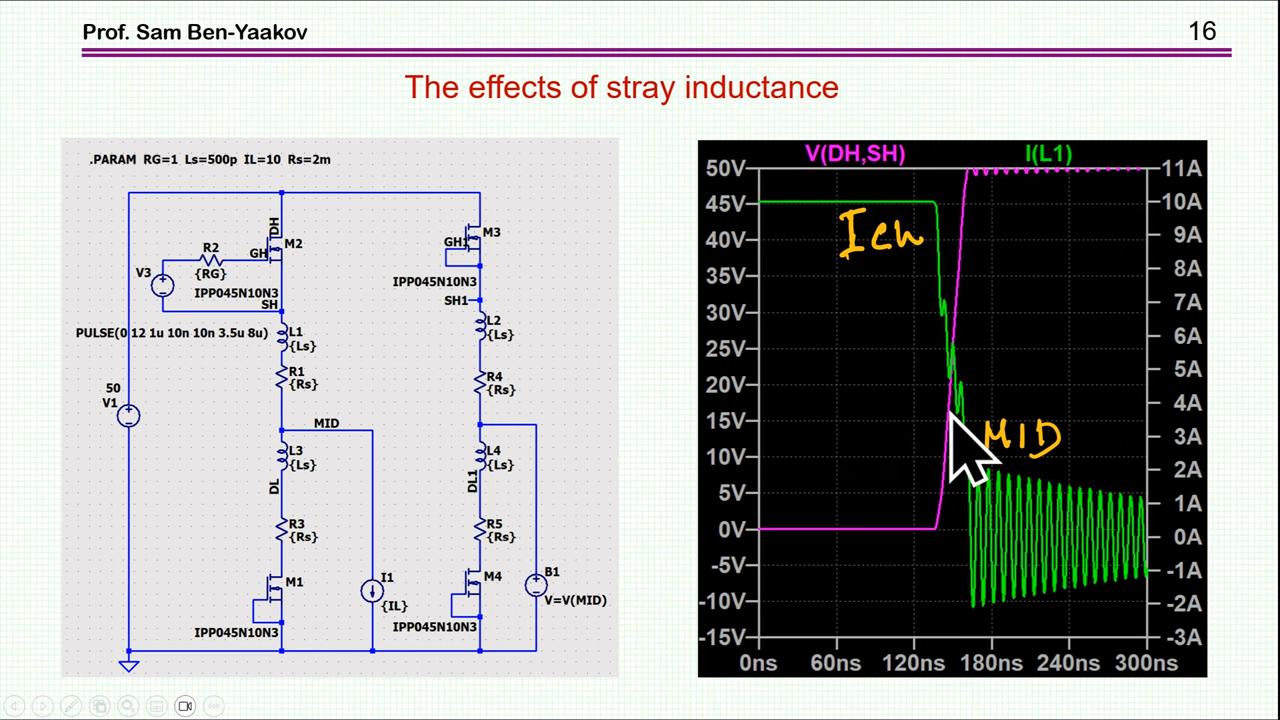 Prof. Sam Ben-Yaakov
16
The effects of stray inductance
.PARAM RG=1 Ls=500p IL=10 Rs=2m
DH
M2
R2
{RG}
GH
V3
IPP045N10N3
SH
PULSE(0 12 1u 10n 10n 3.5u 8u)
L1
{Ls}
R1
{Rs}
50
V1
MID
L3
{Ls}
DL
R3
{Rs}
M1
IPP045N10N3
I1
{IL}
M3
GH1
IPP045N10N3
SH1
L2
{Ls}
R4
{Rs}
L4
{Ls}
DL1
R5
{Rs}
M4
IPP045N10N3
B1
V=V(MID)
V(DH,SH) I(L1)
50V 11A
45V 10A
40V 9A
35V 8A
30V 7A
25V 6A
20V 5A
15V 4A
10V 3A
5V 2A
0V 1A
-5V 0A
-10V -1A
-15V -2A
-3A
0ns 60ns 120ns 180ns 240ns 300ns
Ich
MID